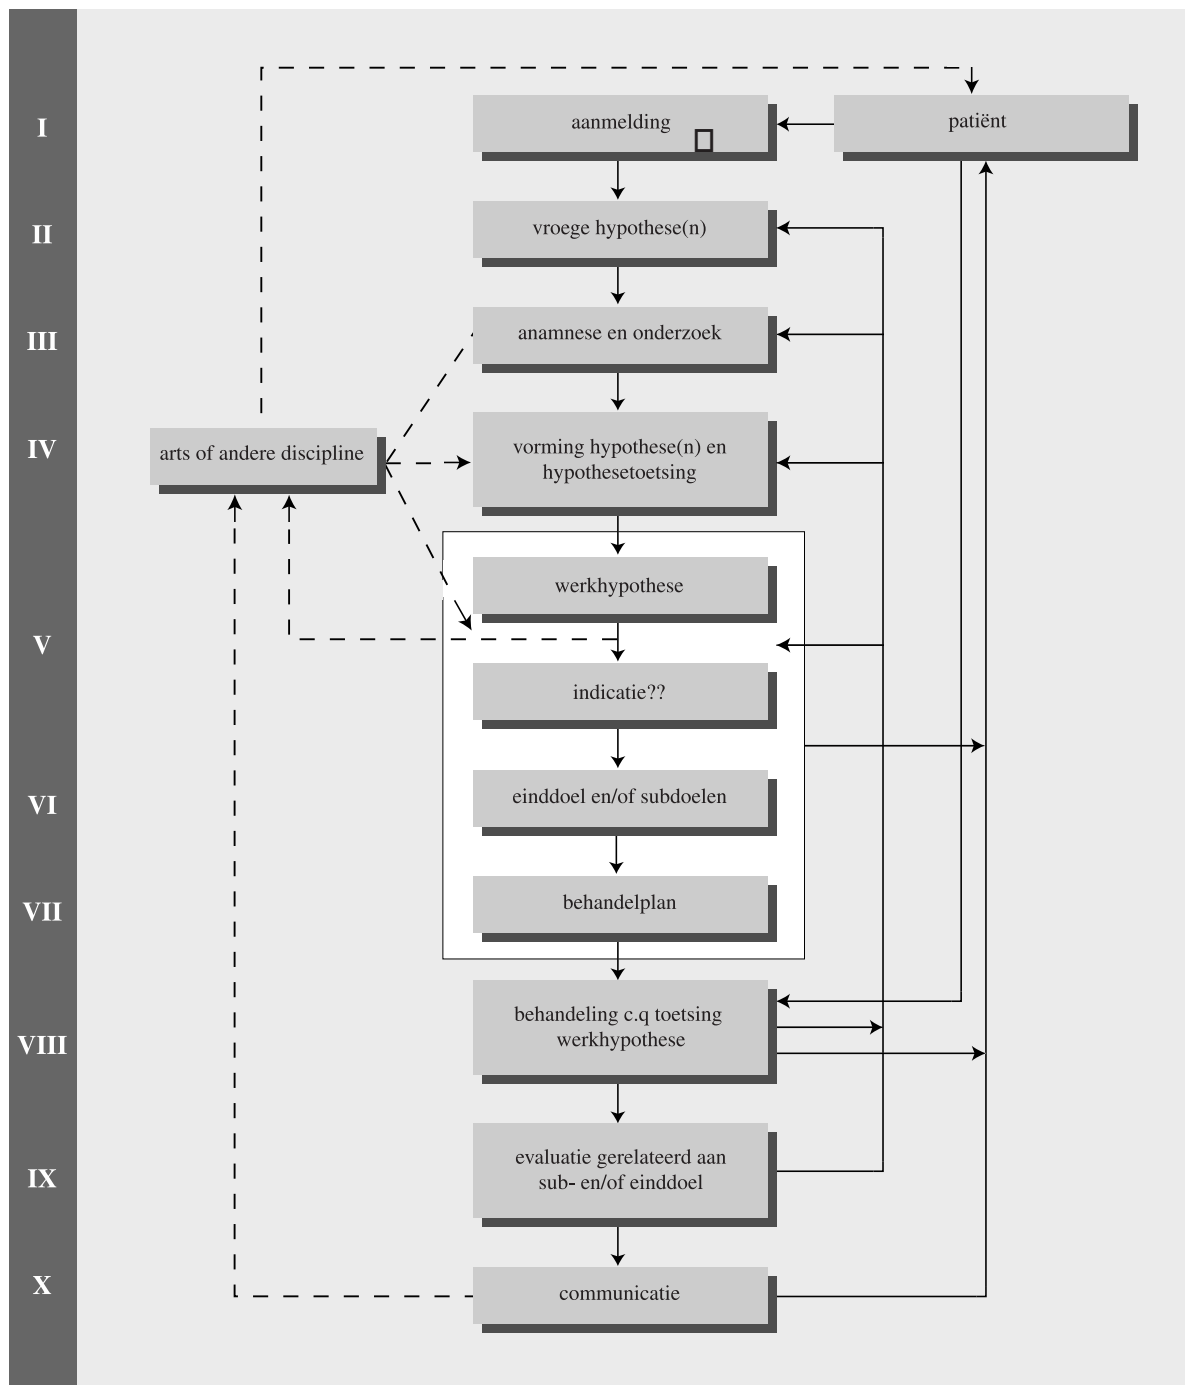 I
aanmelding
patiënt
II
vroege hypothese(n)
III
anamnese en onderzoek
IV
arts of andere discipline
vorming hypothese(n) en
hypothesetoetsing
werkhypothese
V
indicatie??
VI
einddoel en/of subdoelen
VII
behandelplan
VIII
behandeling c.q toetsing
werkhypothese
IX
evaluatie gerelateerd aan
sub- en/of einddoel
X
communicatie